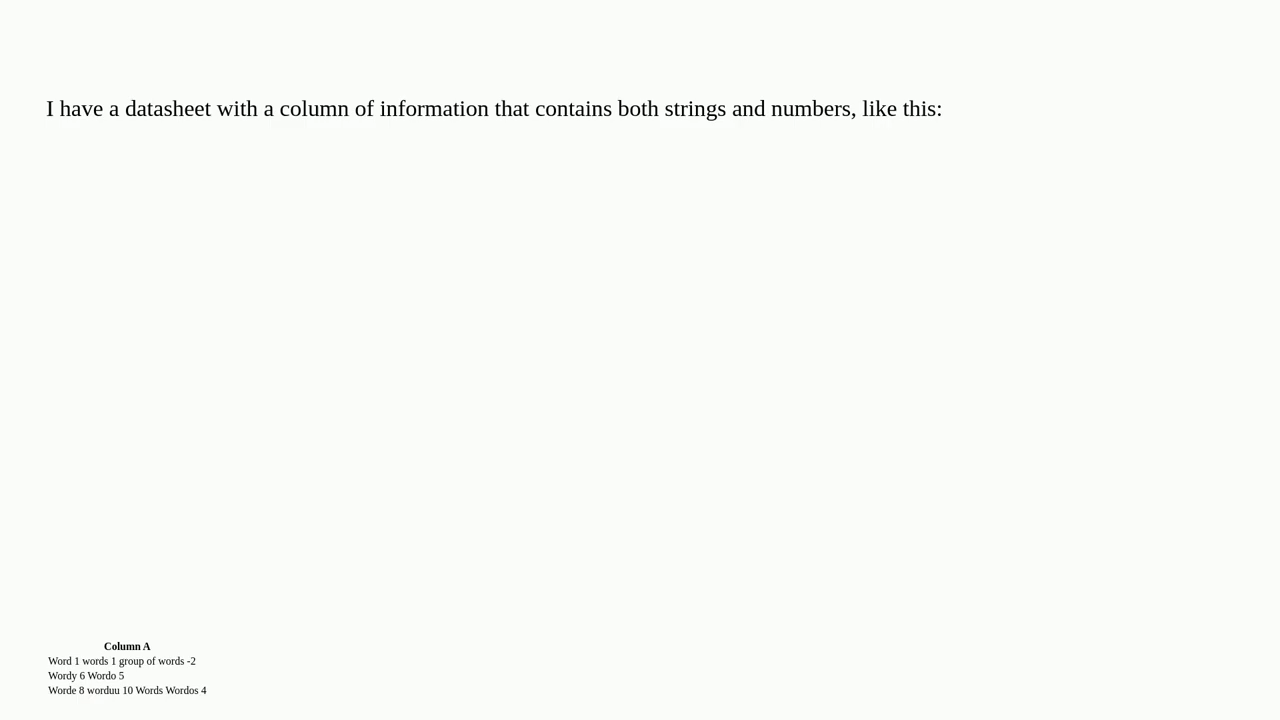 I have a datasheet with a column of information that contains both strings and numbers, like this:
Column A
Word 1 words 1 group of words -2
Wordy 6 Wordo 5
Worde 8 worduu 10 Words Wordos 4